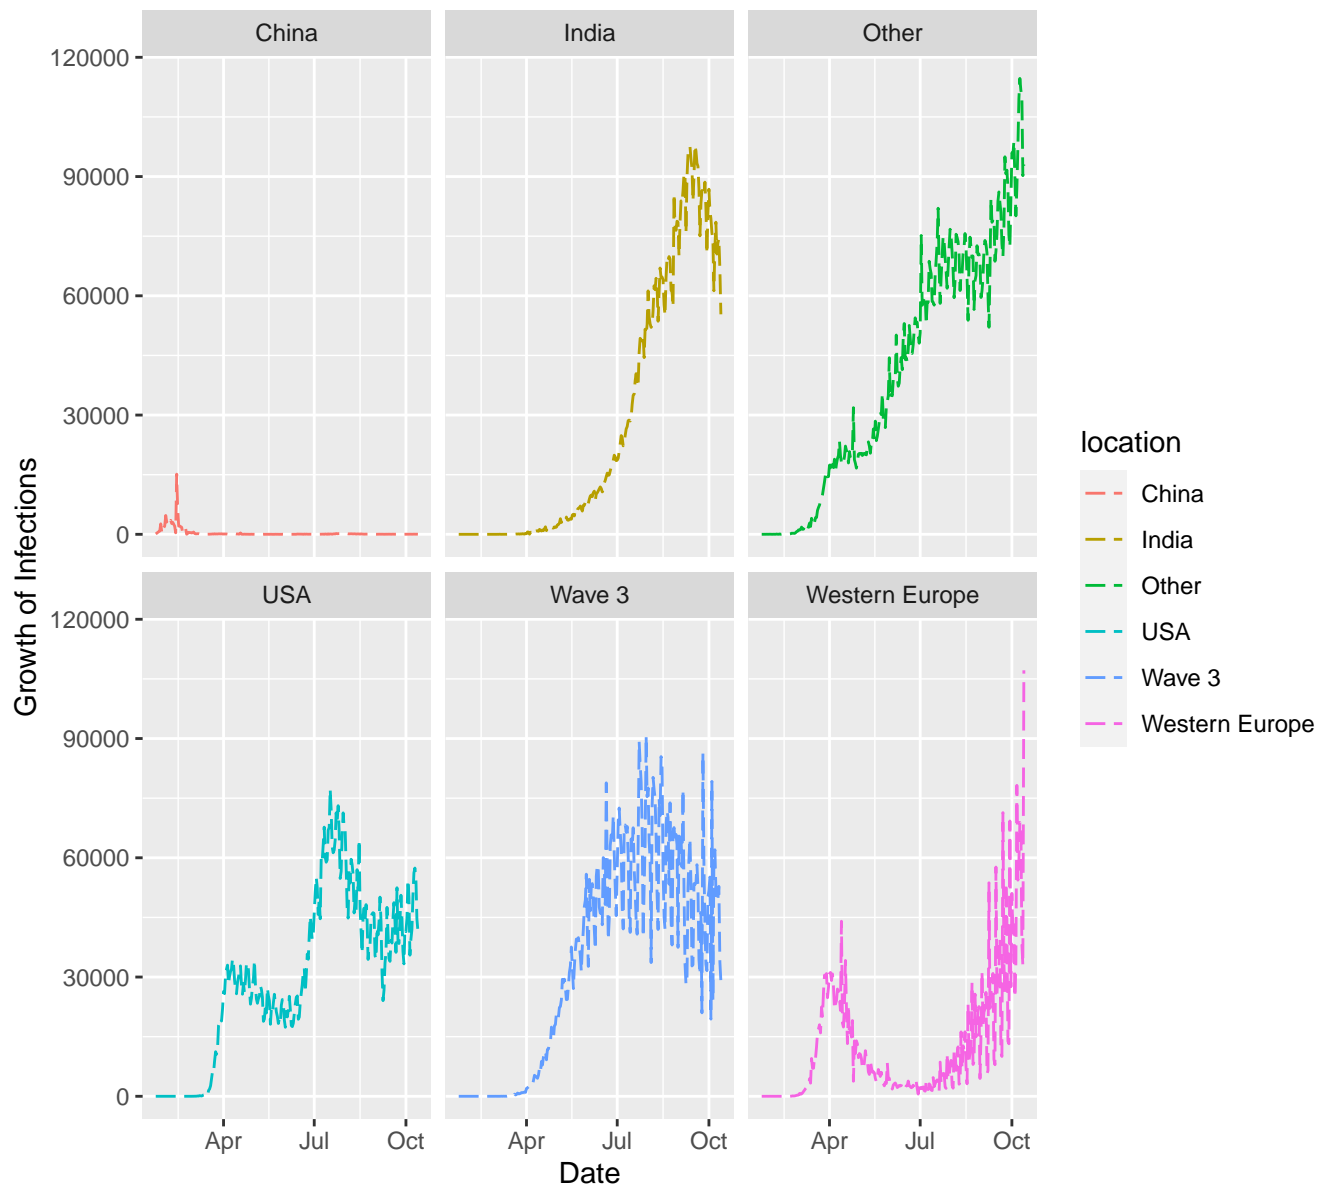 China
India
Other
120000
90000
60000
30000
0
USA
Wave 3
Western Europe
120000
90000
60000
30000
0
Apr
Jul
Oct
Apr
Jul
Oct
Apr
Jul
Oct
Date
Growth of Infections
location
China
India
Other
USA
Wave 3
Western Europe